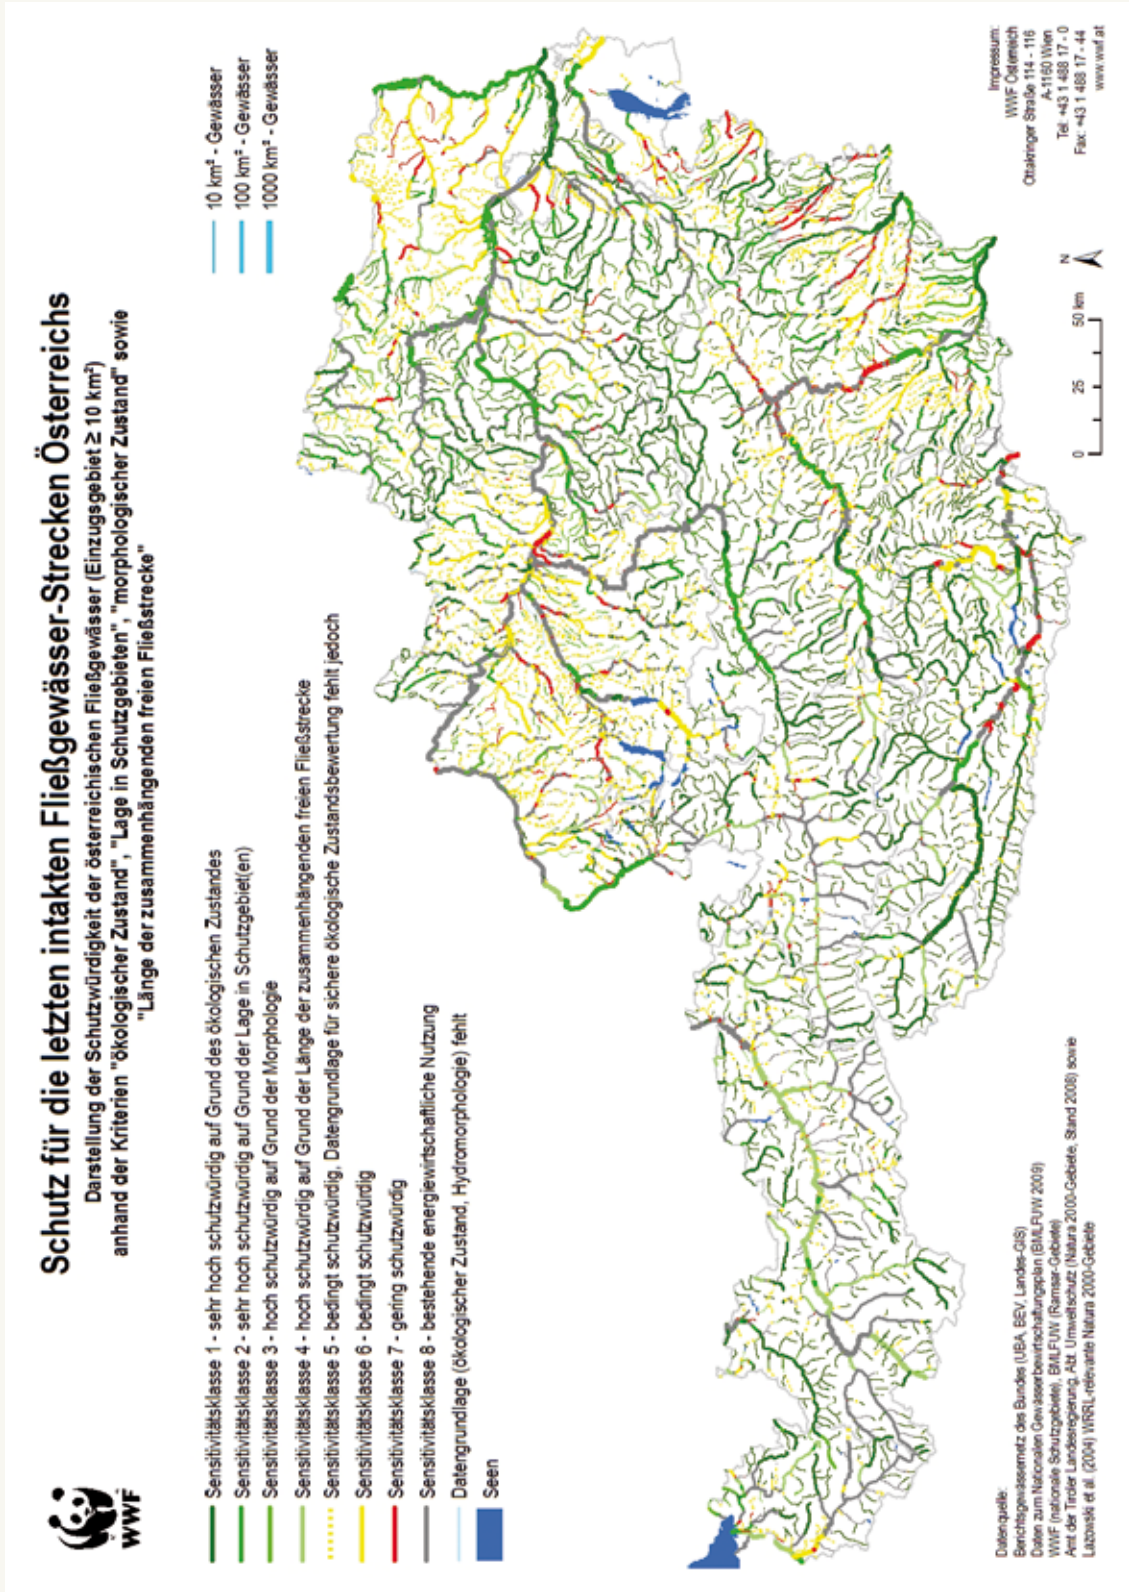 Schutz für die letzten intakten Fließgewässer-Strecken Österreichs
Darstellung der Schutzwürdigkeit der österreichischen Fließgewässer (Einzugsgebiet ≥ 10 km²)
anhand der Kriterien "ökologischer Zustand", "Lage in Schutzgebieten", "morphologischer Zustand" sowie
"Länge der zusammenhängenden freien Fließstrecke"
WWF
Sensitivitätsklasse 1 - sehr hoch schutzwürdig auf Grund des ökologischen Zustandes
Sensitivitätsklasse 2 - sehr hoch schutzwürdig auf Grund der Lage in Schutzgebiet(en)
Sensitivitätsklasse 3 - hoch schutzwürdig auf Grund der Morphologie
Sensitivitätsklasse 4 - hoch schutzwürdig auf Grund der Länge der zusammenhängenden freien Fließstrecke
Sensitivitätsklasse 5 - bedingt schutzwürdig, Datengrundlage für sichere ökologische Zustandsbewertung fehlt jedoch
Sensitivitätsklasse 6 - bedingt schutzwürdig
Sensitivitätsklasse 7 - gering schutzwürdig
Sensitivitätsklasse 8 - bestehende energiewirtschaftliche Nutzung
Datengrundlage (ökologischer Zustand, Hydromorphologie) fehlt
Seen
10 km² - Gewässer
100 km² - Gewässer
1000 km² - Gewässer
Datenquelle:
Berichtsgewässernetz des Bundes (UBA, BEV, Landes-GIS)
Daten zum Nationalen Gewässerbewirtschaftungsplan (BMLFUW 2009)
WWF (nationale Schutzgebiete), BMLFUW (Ramsar-Gebiete)
Amt der Tiroler Landesregierung, Abt. Umweltschutz (Natura 2000-Gebiete, Stand 2008) sowie
Lazowski et al. (2004) WRRL-relevante Natura 2000-Gebiete
0 25 50 km
N
Impressum:
WWF Österreich
Ottakringer Straße 114 - 116
A-1160 Wien
Tel: +43 1 488 17 - 0
Fax: +43 1 488 17 - 44
www.wwf.at